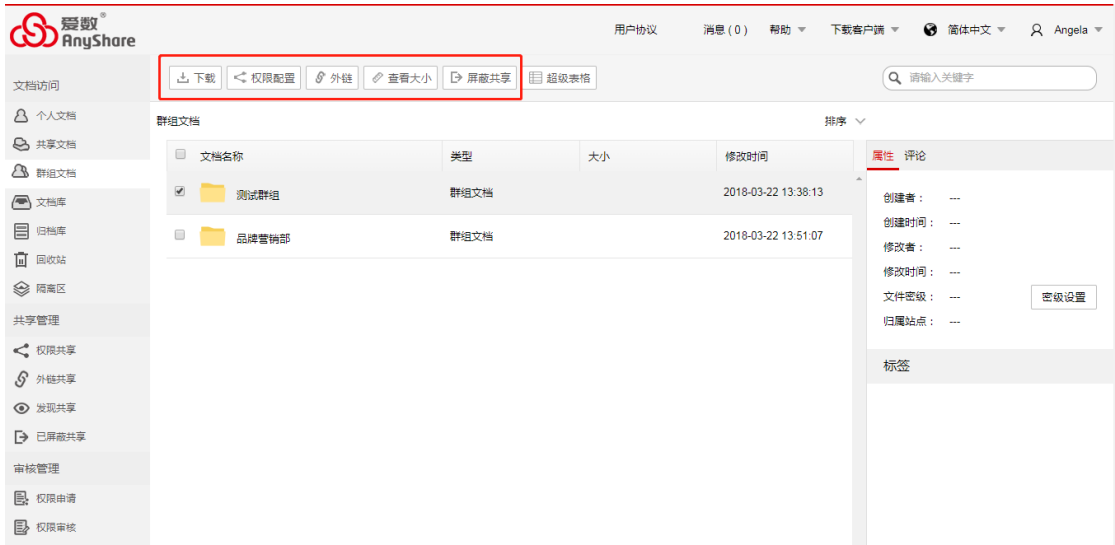 爱数®
AnyShare
用户协议 消息(0) 帮助 下载客户端 简体中文 Angela
文档访问
个人文档
共享文档
群组文档
文档库
归档库
回收站
隔离区
共享管理
权限共享
外链共享
发现共享
已屏蔽共享
审核管理
权限申请
权限审核
下载 权限配置 外链 查看大小 屏蔽共享 超级表格 请输入关键字
群组文档 排序
文档名称 类型 大小 修改时间
测试群组 群组文档 2018-03-22 13:38:13
品牌营销部 群组文档 2018-03-22 13:51:07
属性 评论
创建者: ---
创建时间: ---
修改者: ---
修改时间: ---
文件密级: --- 密级设置
归属站点: ---
标签